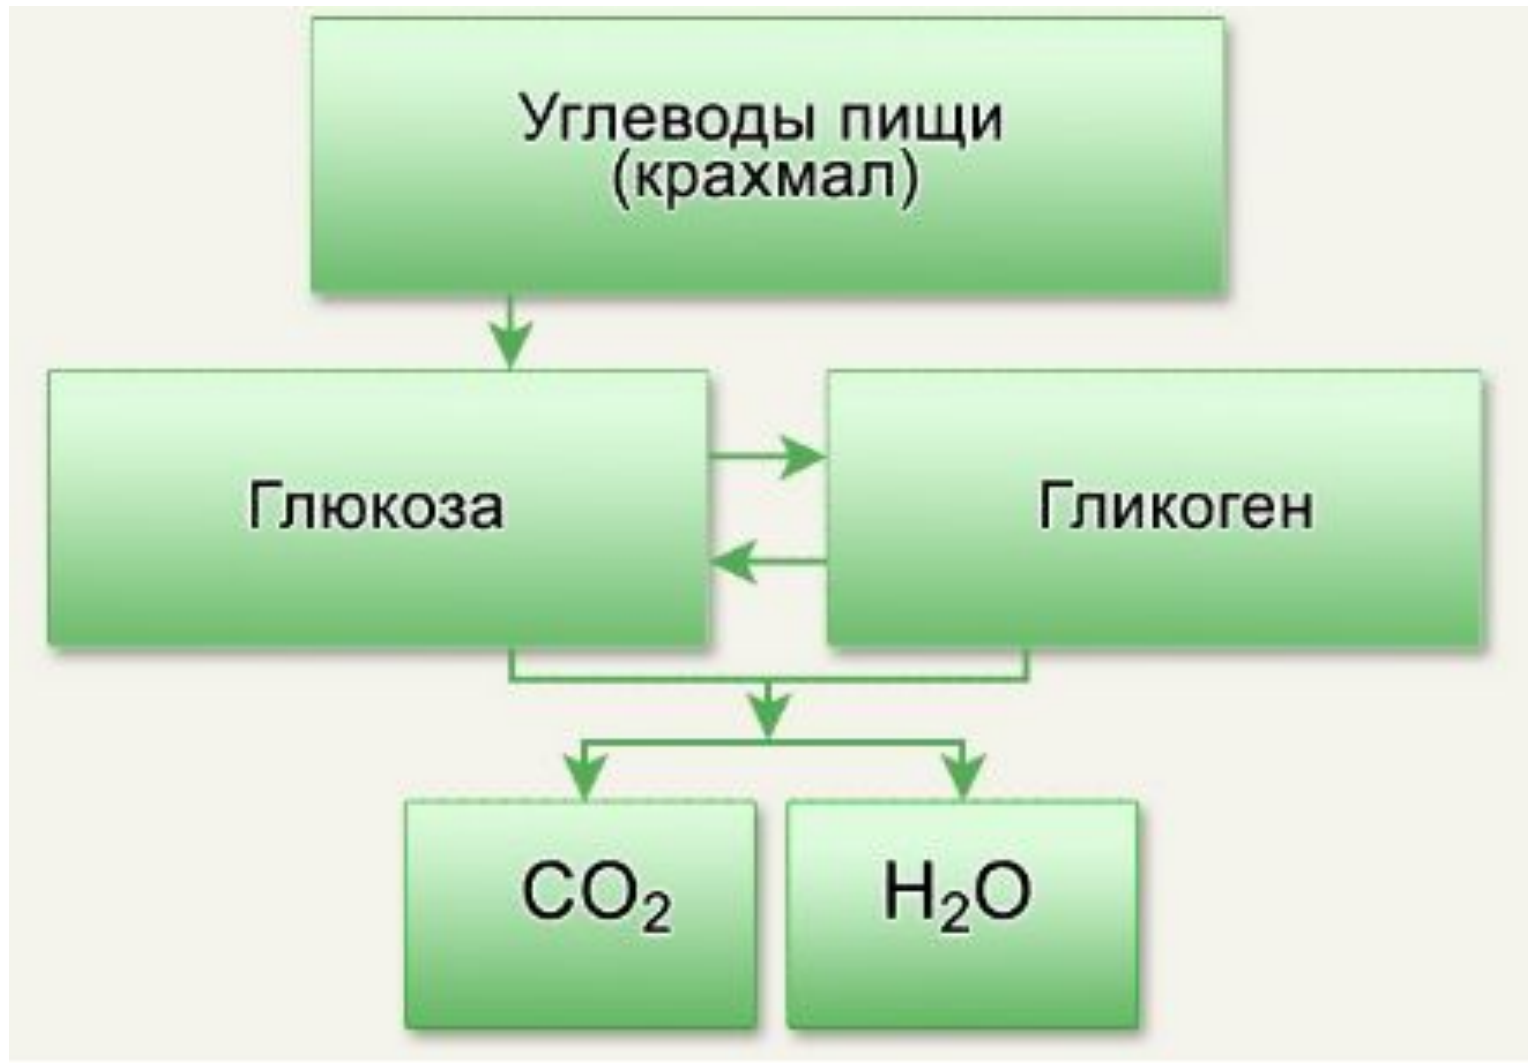 Углеводы пищи
(крахмал)
Глюкоза
Гликоген
CO₂
H₂O